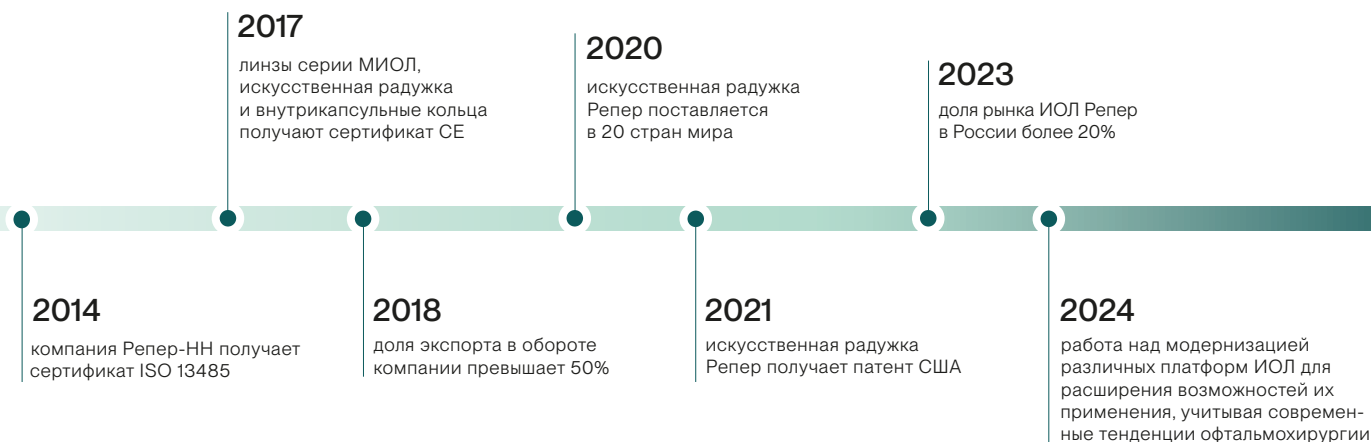 2017
линзы серии МИОЛ,
искусственная радужка
и внутрикапсульные кольца
получают сертификат CE
2020
искусственная радужка
Репер поставляется
в 20 стран мира
2023
доля рынка ИОЛ Репер
в России более 20%
2014
компания Репер-НН получает
сертификат ISO 13485
2018
доля экспорта в обороте
компании превышает 50%
2021
искусственная радужка
Репер получает патент США
2024
работа над модернизацией
различных платформ ИОЛ для
расширения возможностей их
применения, учитывая современ-
ные тенденции офтальмохирургии